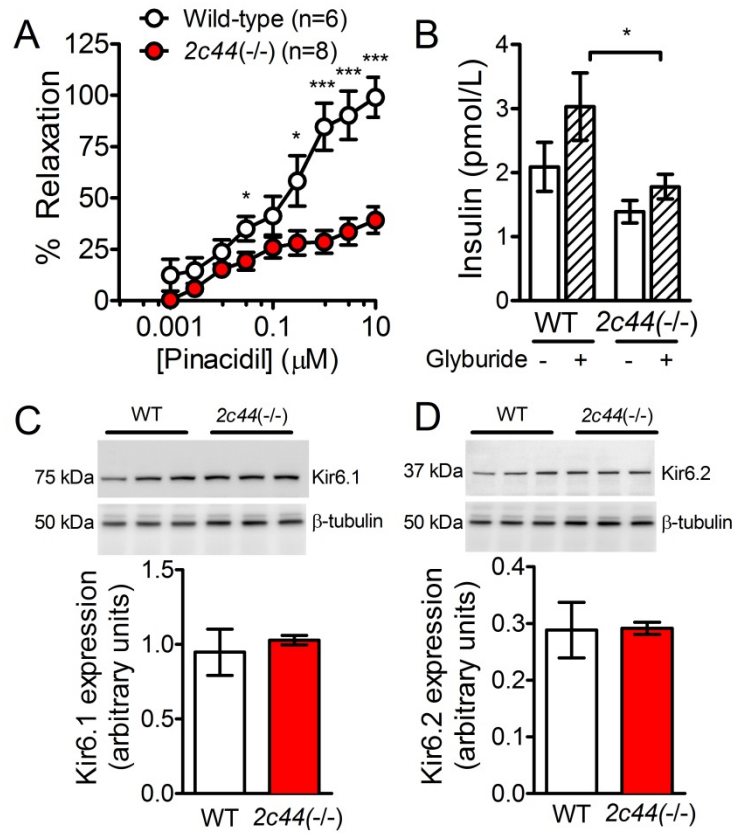 A
Wild-type (n=6)
2c44(-/-) (n=8)
% Relaxation
125
100
75
50
25
0
* * *** *** ***
0.001 0.1 10
[Pinacidil] (μM)
B
Insulin (pmol/L)
4
3
2
1
0
*
WT 2c44(-/-)
Glyburide - + - +
C
WT 2c44(-/-)
75 kDa Kir6.1
50 kDa β-tubulin
Kir6.1 expression
(arbitrary units)
1.5
1.0
0.5
0.0
WT 2c44(-/-)
D
WT 2c44(-/-)
37 kDa Kir6.2
50 kDa β-tubulin
Kir6.2 expression
(arbitrary units)
0.4
0.3
0.2
0.1
0.0
WT 2c44(-/-)